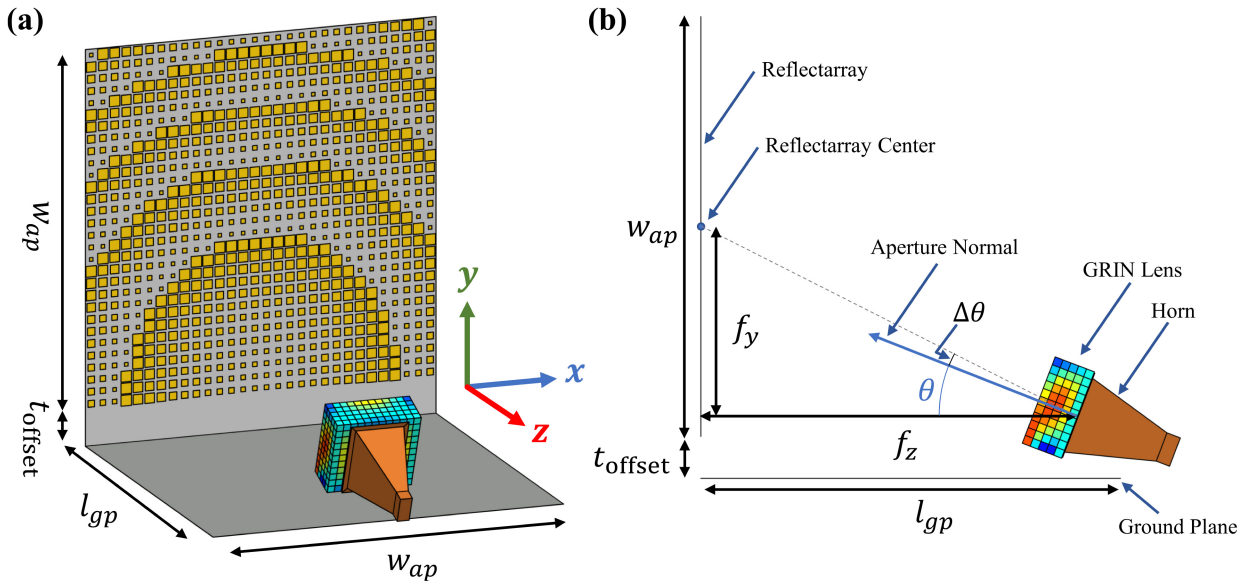 (a)
w_ap
t_offset
l_gp
w_ap
y
x
z
(b)
Reflectarray
Reflectarray Center
w_ap
Aperture Normal
GRIN Lens
Δθ
Horn
f_y
θ
f_z
t_offset
l_gp
Ground Plane